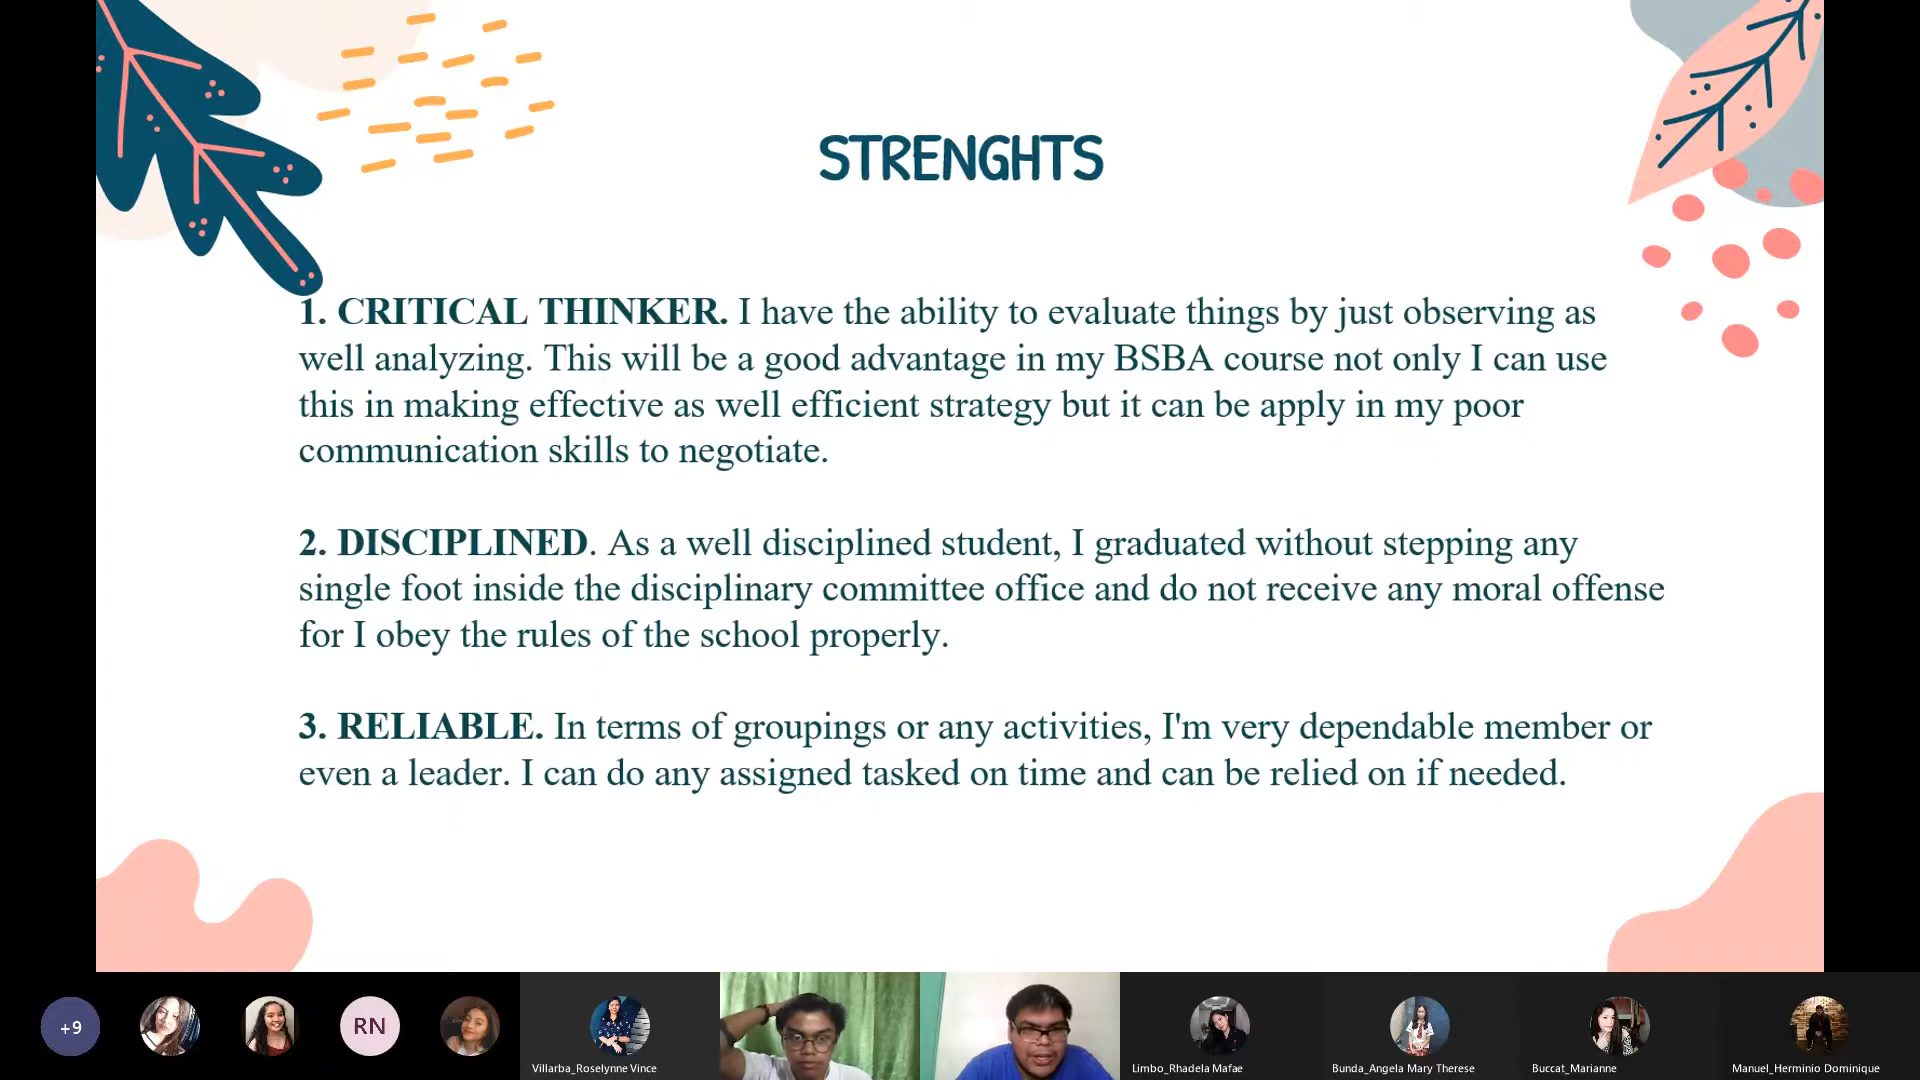 STRENGHTS
1. CRITICAL THINKER. I have the ability to evaluate things by just observing as
well analyzing. This will be a good advantage in my BSBA course not only I can use
this in making effective as well efficient strategy but it can be apply in my poor
communication skills to negotiate.
2. DISCIPLINED. As a well disciplined student, I graduated without stepping any
single foot inside the disciplinary committee office and do not receive any moral offense
for I obey the rules of the school properly.
3. RELIABLE. In terms of groupings or any activities, I'm very dependable member or
even a leader. I can do any assigned tasked on time and can be relied on if needed.
+9
RN
Villarba_Roselynne Vince
Limbo_Rhadela Mafae
Bunda_Angela Mary Therese
Buccat_Marianne
Manuel_Herminio Dominique